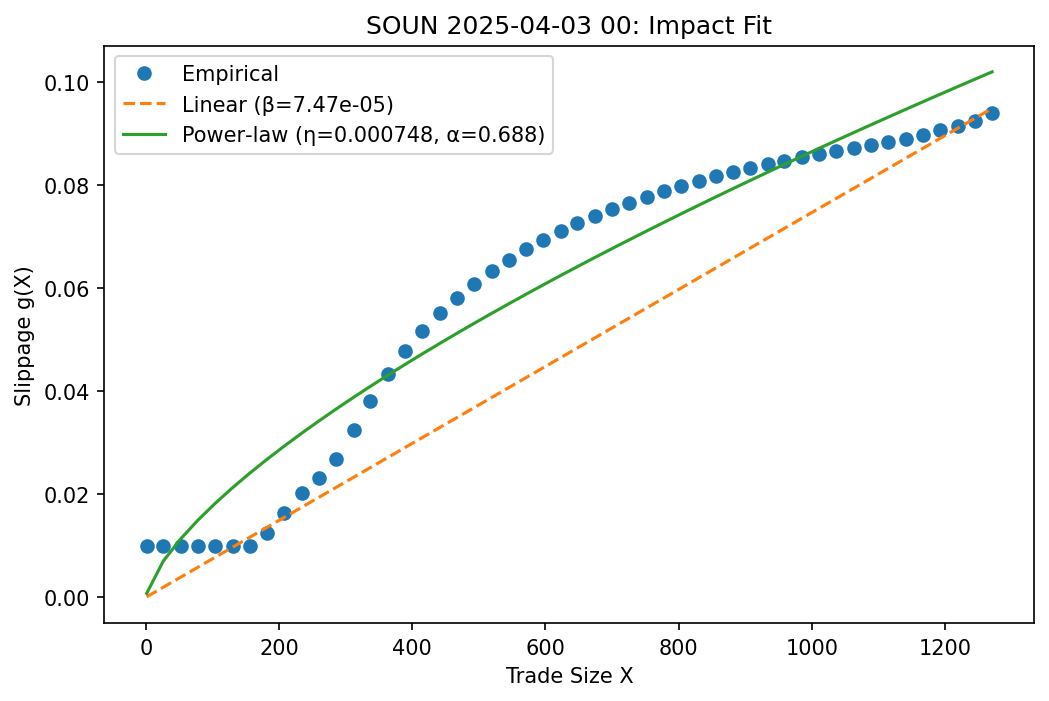 SOUN 2025-04-03 00: Impact Fit
Empirical
Linear (β=7.47e-05)
Power-law (η=0.000748, α=0.688)
Slippage g(X)
0.10
0.08
0.06
0.04
0.02
0.00
0 200 400 600 800 1000 1200
Trade Size X